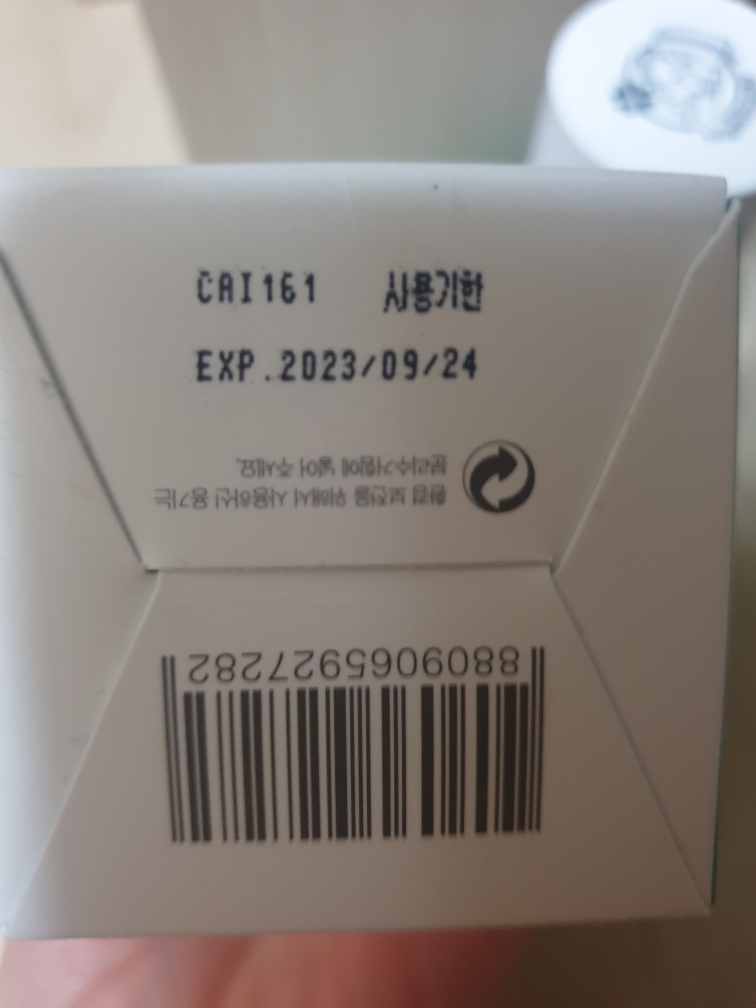 CAI161 사용기한
EXP.2023/09/24
환경 보전을 위해서 사용하신 용기는
분리수거함에 넣어 주세요.
8809065927282